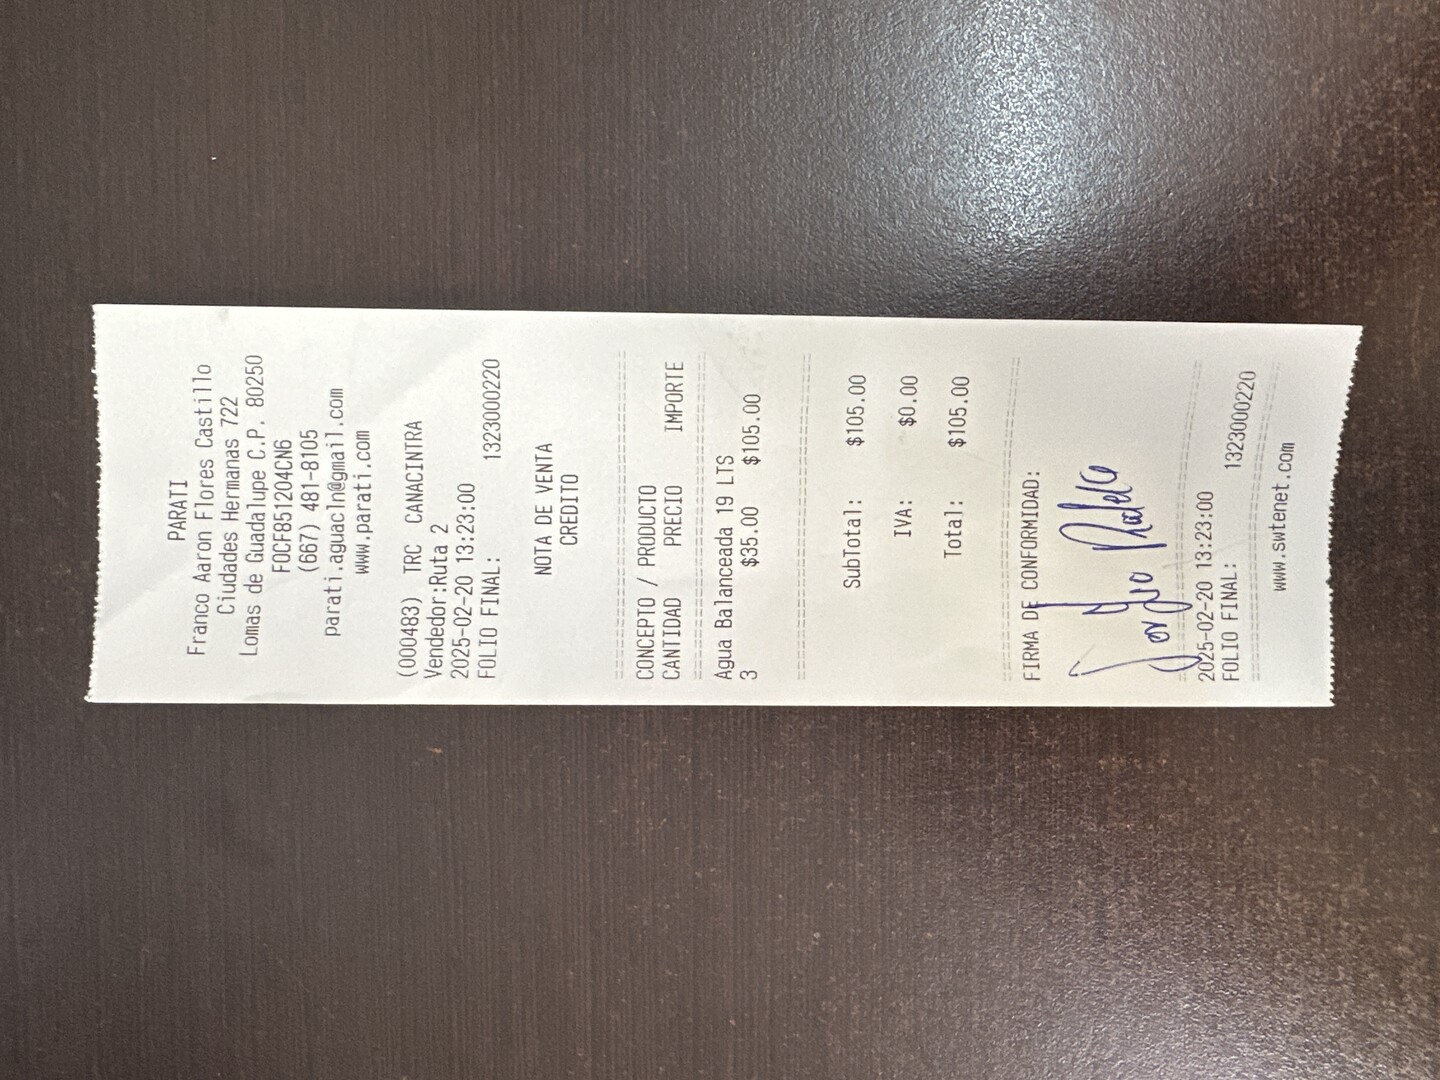 PARATI
Franco Aaron Flores Castillo
Ciudades Hermanas 722
Lomas de Guadalupe C.P. 80250
FOCF851204CN6
(667) 481-8105
parati.aguacln@gmail.com
www.parati.com
(000483) TRC CANACINTRA
Vendedor:Ruta 2
2025-02-20 13:23:00
FOLIO FINAL: 1323000220
NOTA DE VENTA
CREDITO
CONCEPTO / PRODUCTO
CANTIDAD PRECIO IMPORTE
Agua Balanceada 19 LTS
3 $35.00 $105.00
SubTotal: $105.00
IVA: $0.00
Total: $105.00
FIRMA DE CONFORMIDAD:
2025-02-20 13:23:00
FOLIO FINAL: 1323000220
www.swtenet.com